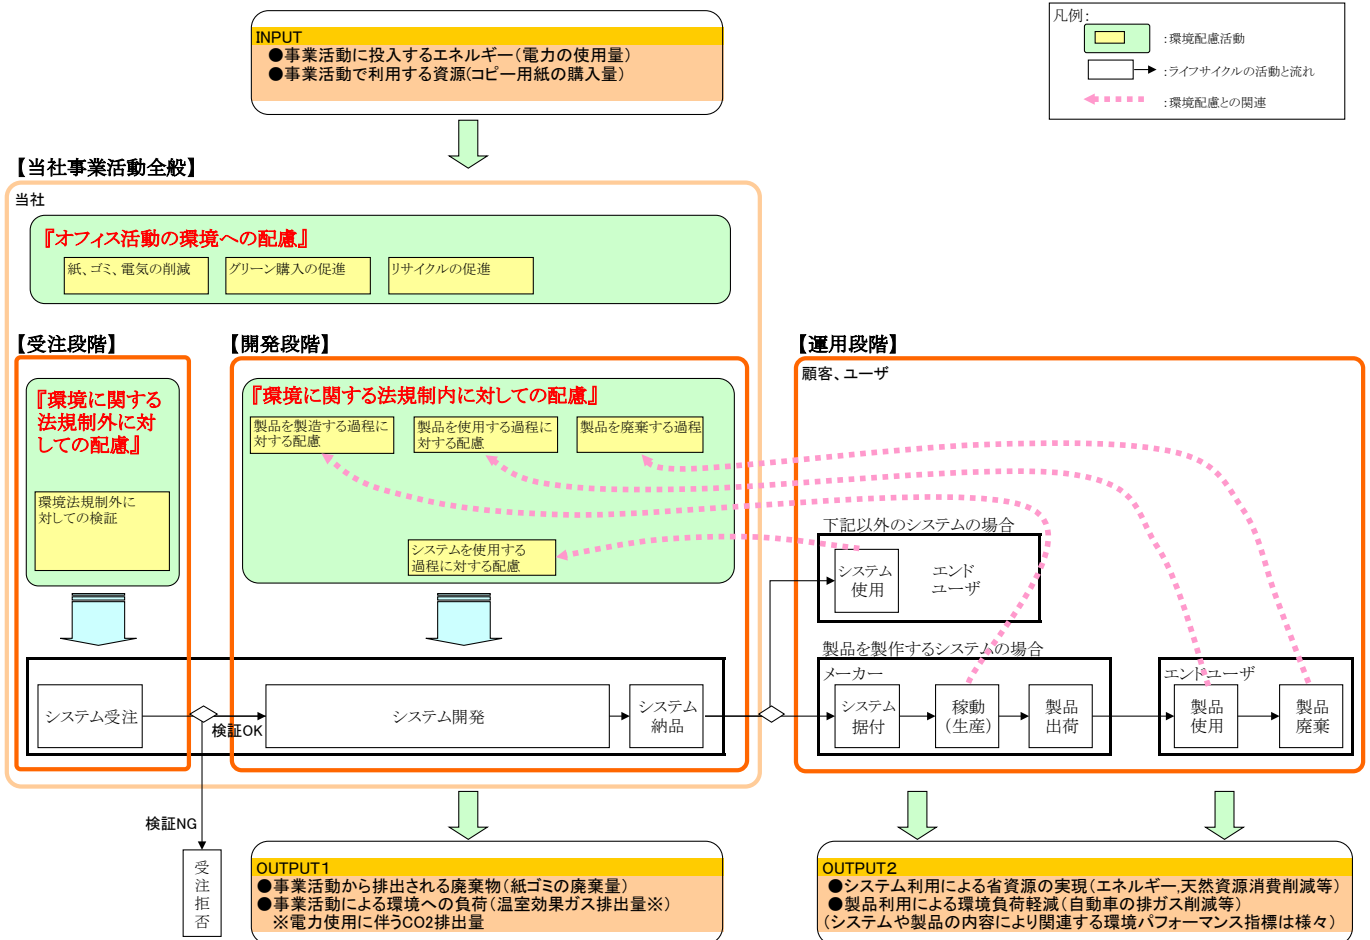 INPUT
●事業活動に投入するエネルギー(電力の使用量)
●事業活動で利用する資源(コピー用紙の購入量)
凡例:
:環境配慮活動
:ライフサイクルの活動と流れ
:環境配慮との関連
【当社事業活動全般】
当社
『オフィス活動の環境への配慮』
紙、ゴミ、電気の削減
グリーン購入の促進
リサイクルの促進
【受注段階】
『環境に関する
法規制外に対
しての配慮』
環境法規制外に
対しての検証
【開発段階】
『環境に関する法規制内に対しての配慮』
製品を製造する過程に
対する配慮
製品を使用する過程に
対する配慮
製品を廃棄する過程
システムを使用する
過程に対する配慮
【運用段階】
顧客、ユーザ
下記以外のシステムの場合
システム
使用
エンド
ユーザ
製品を製作するシステムの場合
メーカー
システム
据付
稼動
(生産)
製品
出荷
エンドユーザ
製品
使用
製品
廃棄
システム受注
検証OK
システム開発
システム
納品
検証NG
受
注
拒
否
OUTPUT1
●事業活動から排出される廃棄物(紙ゴミの廃棄量)
●事業活動による環境への負荷(温室効果ガス排出量※)
※電力使用に伴うCO2排出量
OUTPUT2
●システム利用による省資源の実現(エネルギー,天然資源消費削減等)
●製品利用による環境負荷軽減(自動車の排ガス削減等)
(システムや製品の内容により関連する環境パフォーマンス指標は様々)